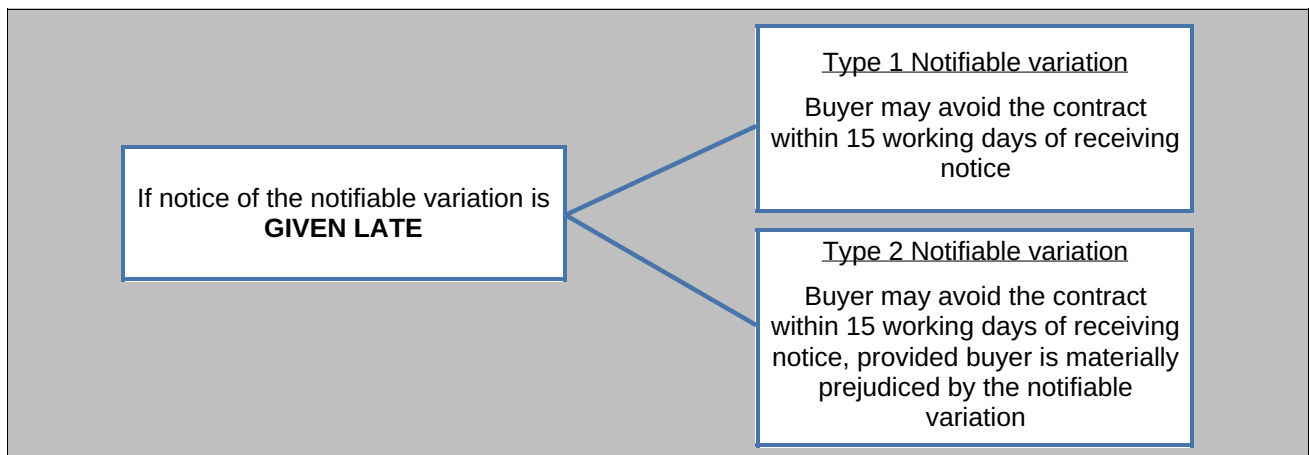 If notice of the notifiable variation is
GIVEN LATE
Type 1 Notifiable variation
Buyer may avoid the contract
within 15 working days of receiving
notice
Type 2 Notifiable variation
Buyer may avoid the contract
within 15 working days of receiving
notice, provided buyer is materially
prejudiced by the notifiable
variation